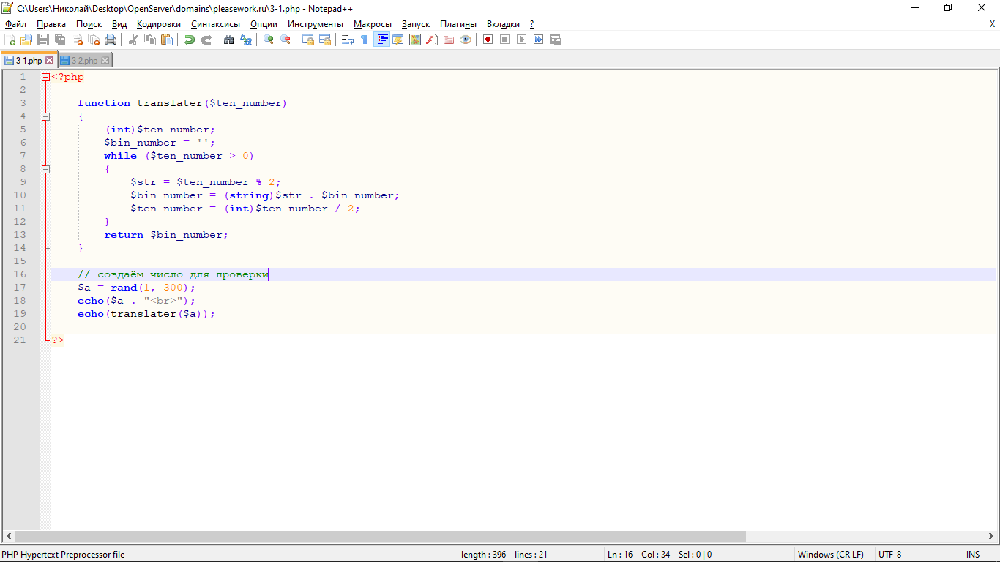 C:\Users\Николай\Desktop\OpenServer\domains\pleasework.ru\3-1.php - Notepad++
Файл Правка Поиск Вид Кодировки Синтаксисы Опции Инструменты Макросы Запуск Плагины Вкладки ? X
3-1.php 3-2.php
1 <?php
2
3 function translater($ten_number)
4 {
5 (int)$ten_number;
6 $bin_number = '';
7 while ($ten_number > 0)
8 {
9 $str = $ten_number % 2;
10 $bin_number = (string)$str . $bin_number;
11 $ten_number = (int)$ten_number / 2;
12 }
13 return $bin_number;
14 }
15
16 // создаём число для проверки
17 $a = rand(1, 300);
18 echo($a . "<br>");
19 echo(translater($a));
20
21 ?>
PHP Hypertext Preprocessor file length : 396 lines : 21 Ln : 16 Col : 34 Sel : 0 | 0 Windows (CR LF) UTF-8 INS